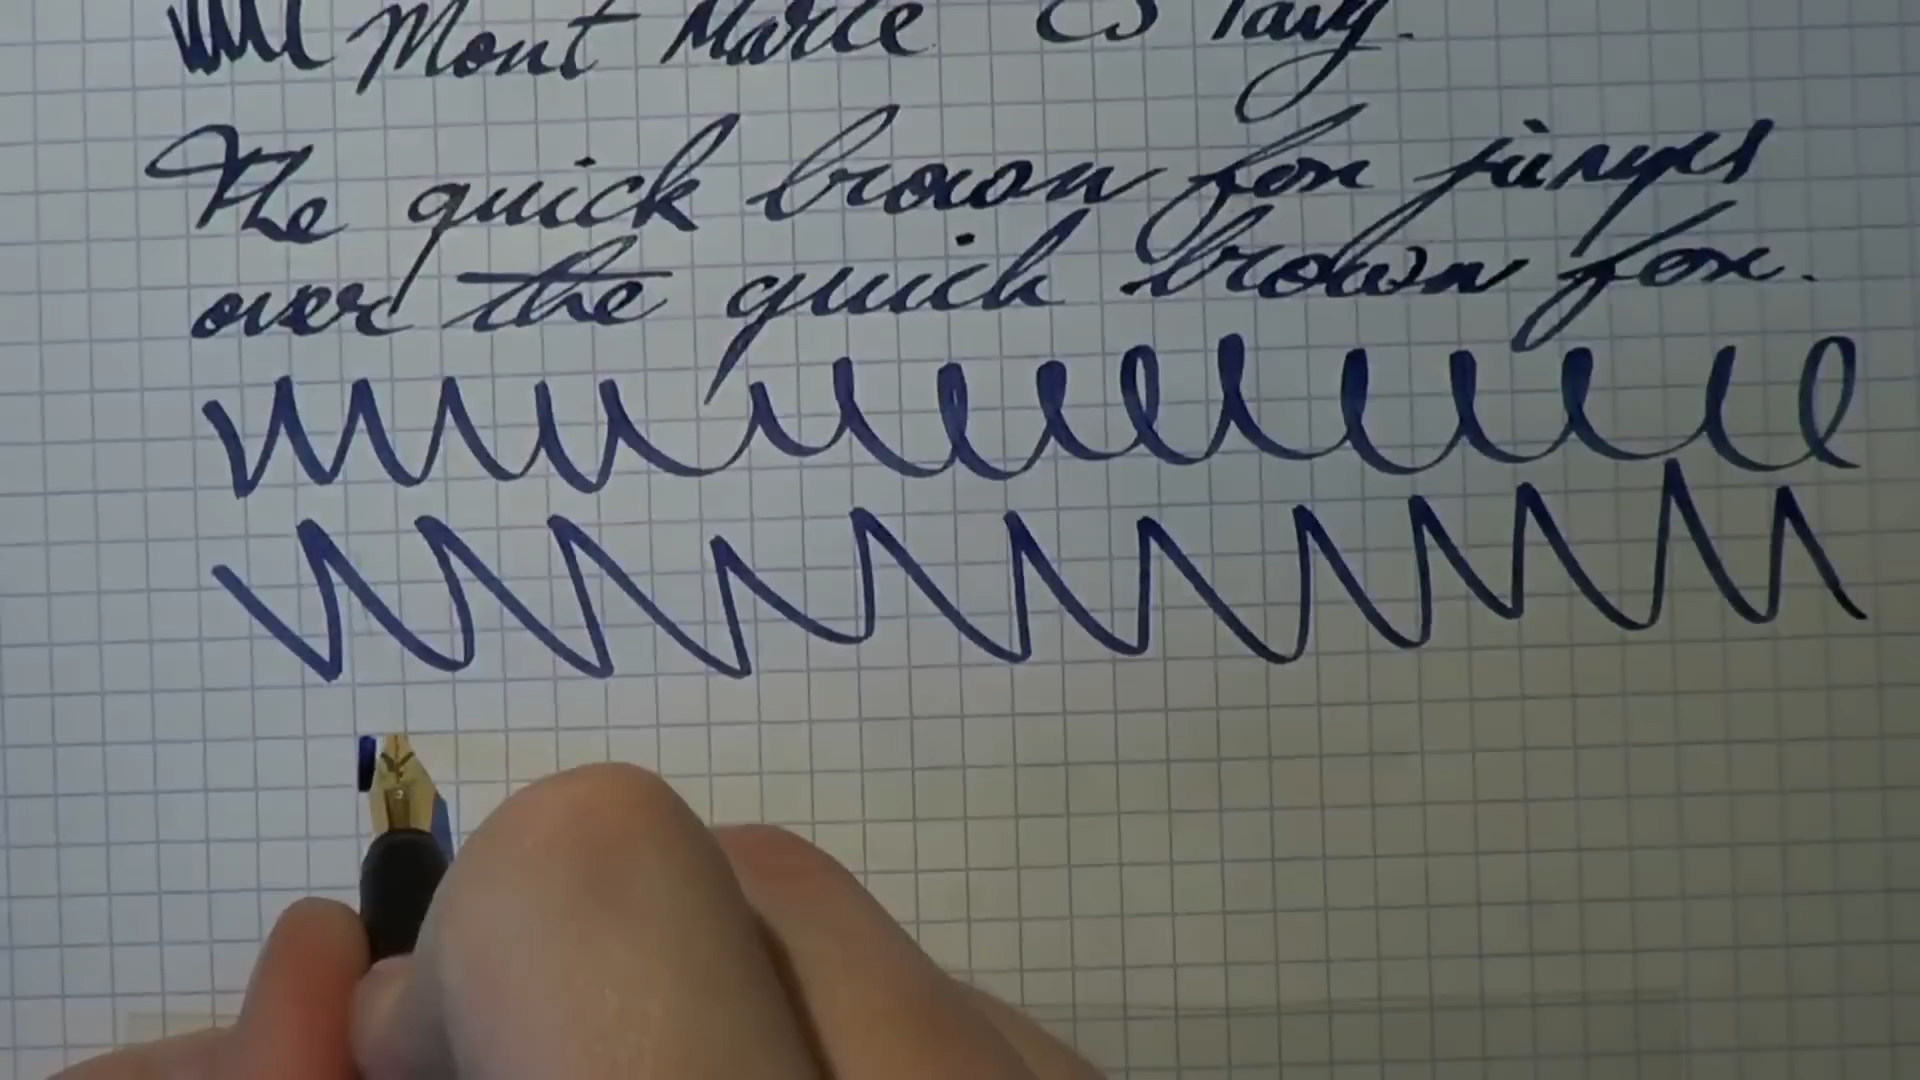 Mont Marte
The quick brown fox jumps
over the quick brown fox.